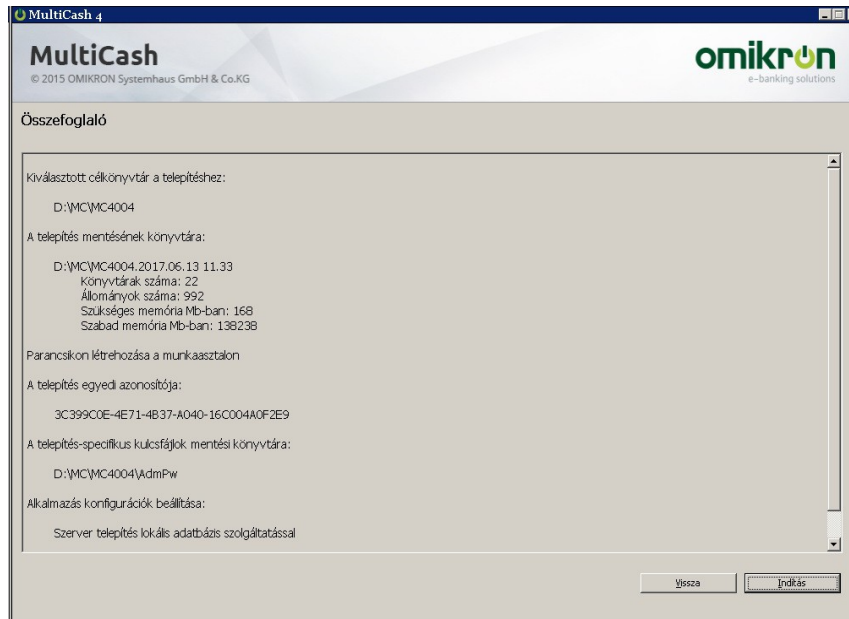 MultiCash 4
MultiCash
© 2015 OMIKRON Systemhaus GmbH & Co.KG
omikron
e-banking solutions
Összefoglaló
Kiválasztott célkönyvtár a telepítéshez:
D:\MC\MC4004
A telepítés mentésének könyvtára:
D:\MC\MC4004.2017.06.13 11.33
Könyvtárak száma: 22
Állományok száma: 992
Szükséges memória Mb-ban: 168
Szabad memória Mb-ban: 138238
Parancsikon létrehozása a munkaasztalon
A telepítés egyedi azonosítója:
3C399C0E-4E71-4B37-A040-16C004A0F2E9
A telepítés-specifikus kulcsfájlok mentési könyvtára:
D:\MC\MC4004\AdmPw
Alkalmazás konfigurációk beállítása:
Szerver telepítés lokális adatbázis szolgáltatással
Vissza
Indítás